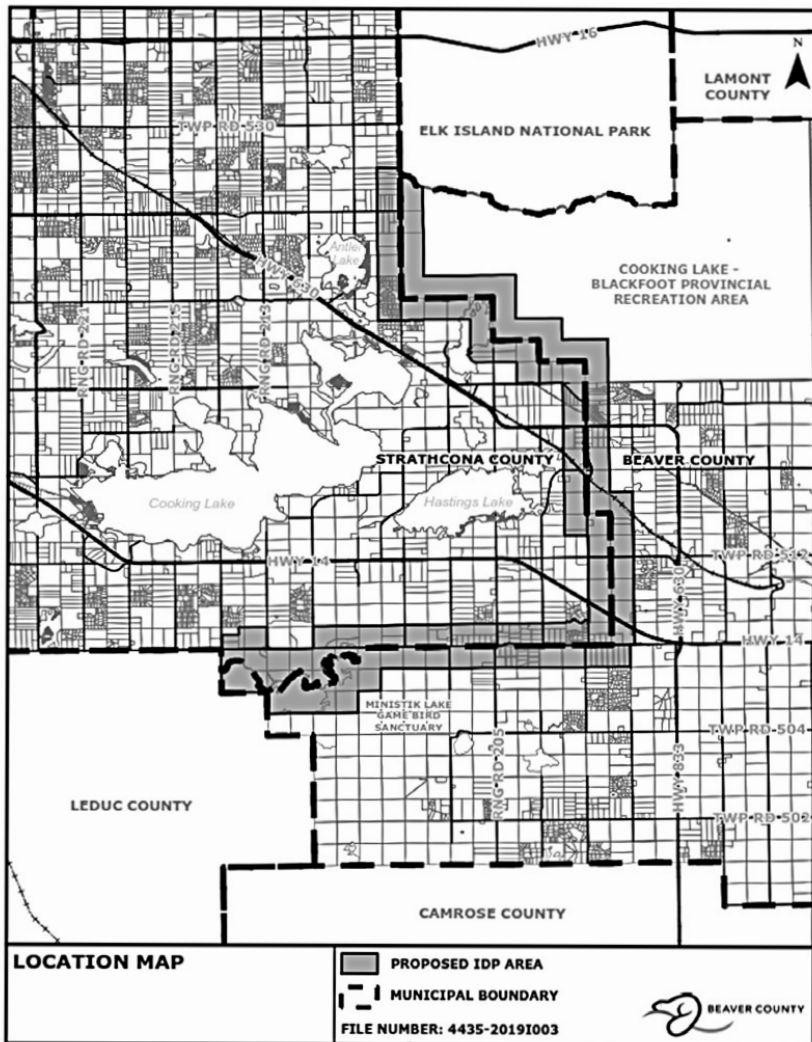 HWY 16
N
LAMONT
COUNTY
TWP RD 530
ELK ISLAND NATIONAL PARK
Antler
Lake
HWY 630
COOKING LAKE -
BLACKFOOT PROVINCIAL
RECREATION AREA
RNG RD 221
RNG RD 215
RNG RD 213
STRATHCONA COUNTY
BEAVER COUNTY
Cooking Lake
Hastings Lake
HWY 14
TWP RD 512
HWY 630
HWY 14
MINISTIK LAKE
GAME BIRD
SANCTUARY
RNG RD 205
TWP RD 504
HWY 833
LEDUC COUNTY
TWP RD 502
CAMROSE COUNTY
LOCATION MAP
PROPOSED IDP AREA
MUNICIPAL BOUNDARY
FILE NUMBER: 4435-2019I003
BEAVER COUNTY